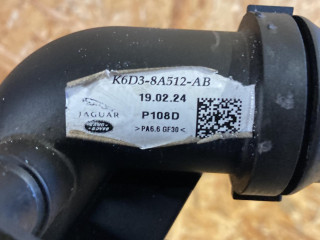 K6D3-8A512-AB
19.02.24
JAGUAR
P108D
>PA6.6 GF30<